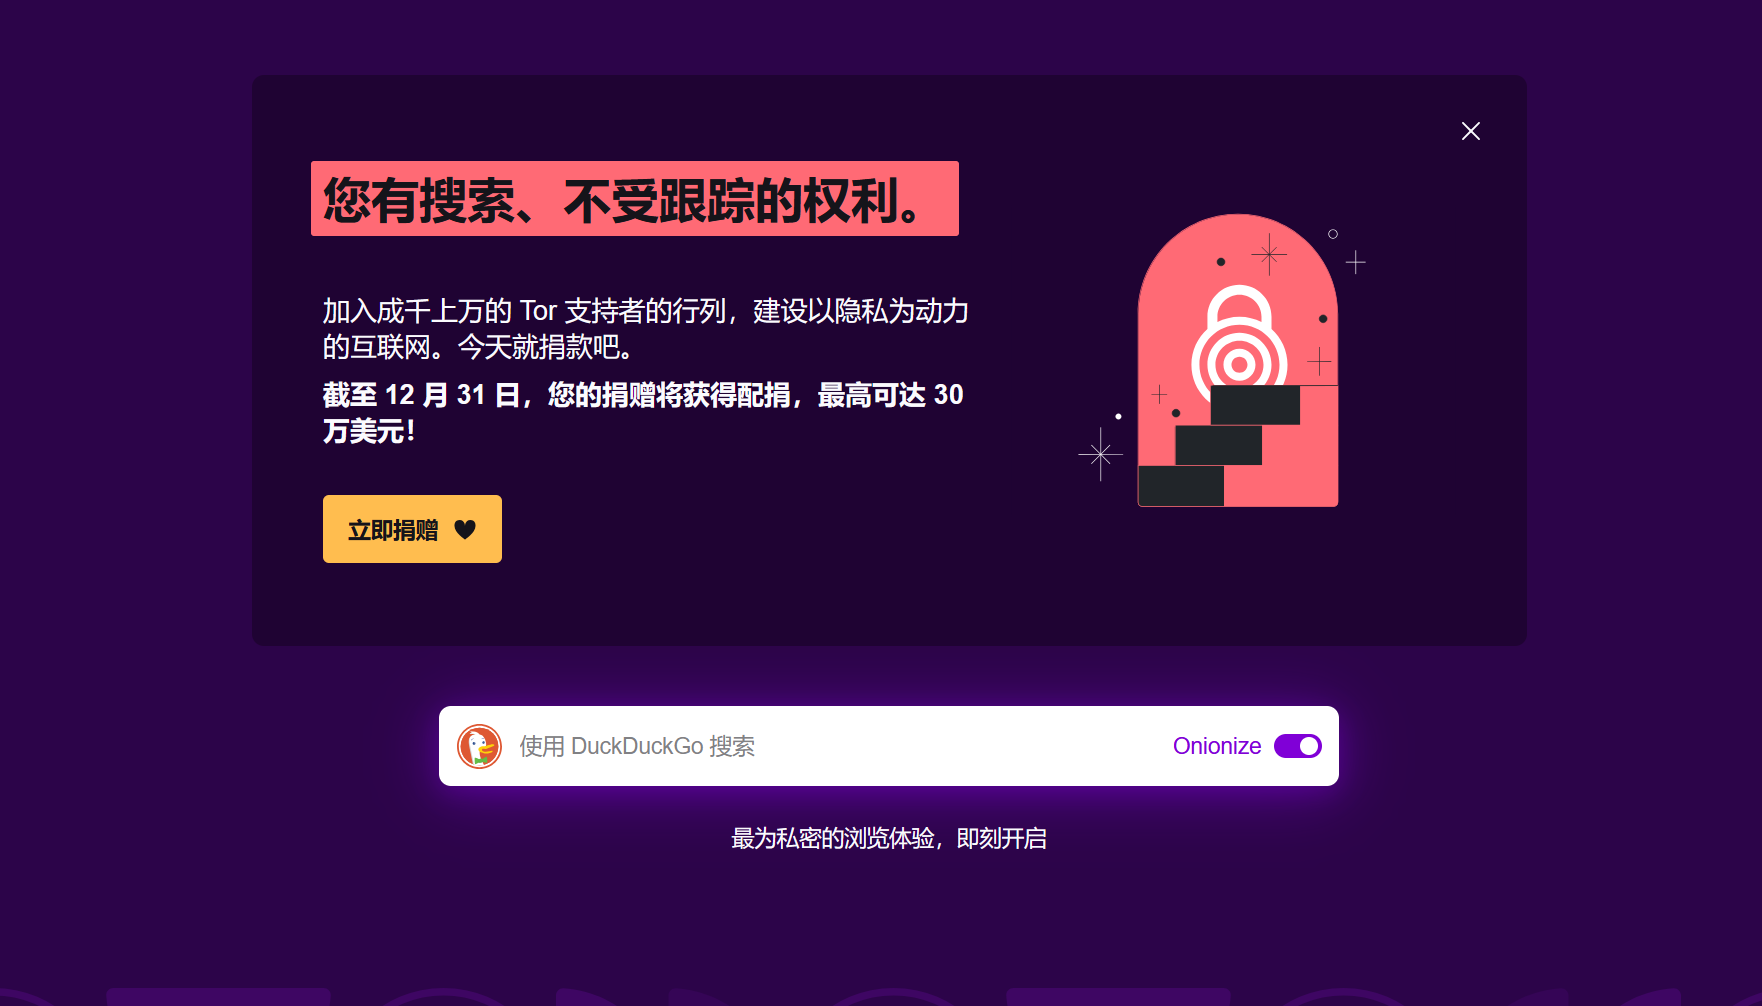 您有搜索、不受跟踪的权利。
加入成千上万的 Tor 支持者的行列，建设以隐私为动力
的互联网。今天就捐款吧。
截至 12 月 31 日，您的捐赠将获得配捐，最高可达 30
万美元！
立即捐赠
使用 DuckDuckGo 搜索
Onionize
最为私密的浏览体验，即刻开启